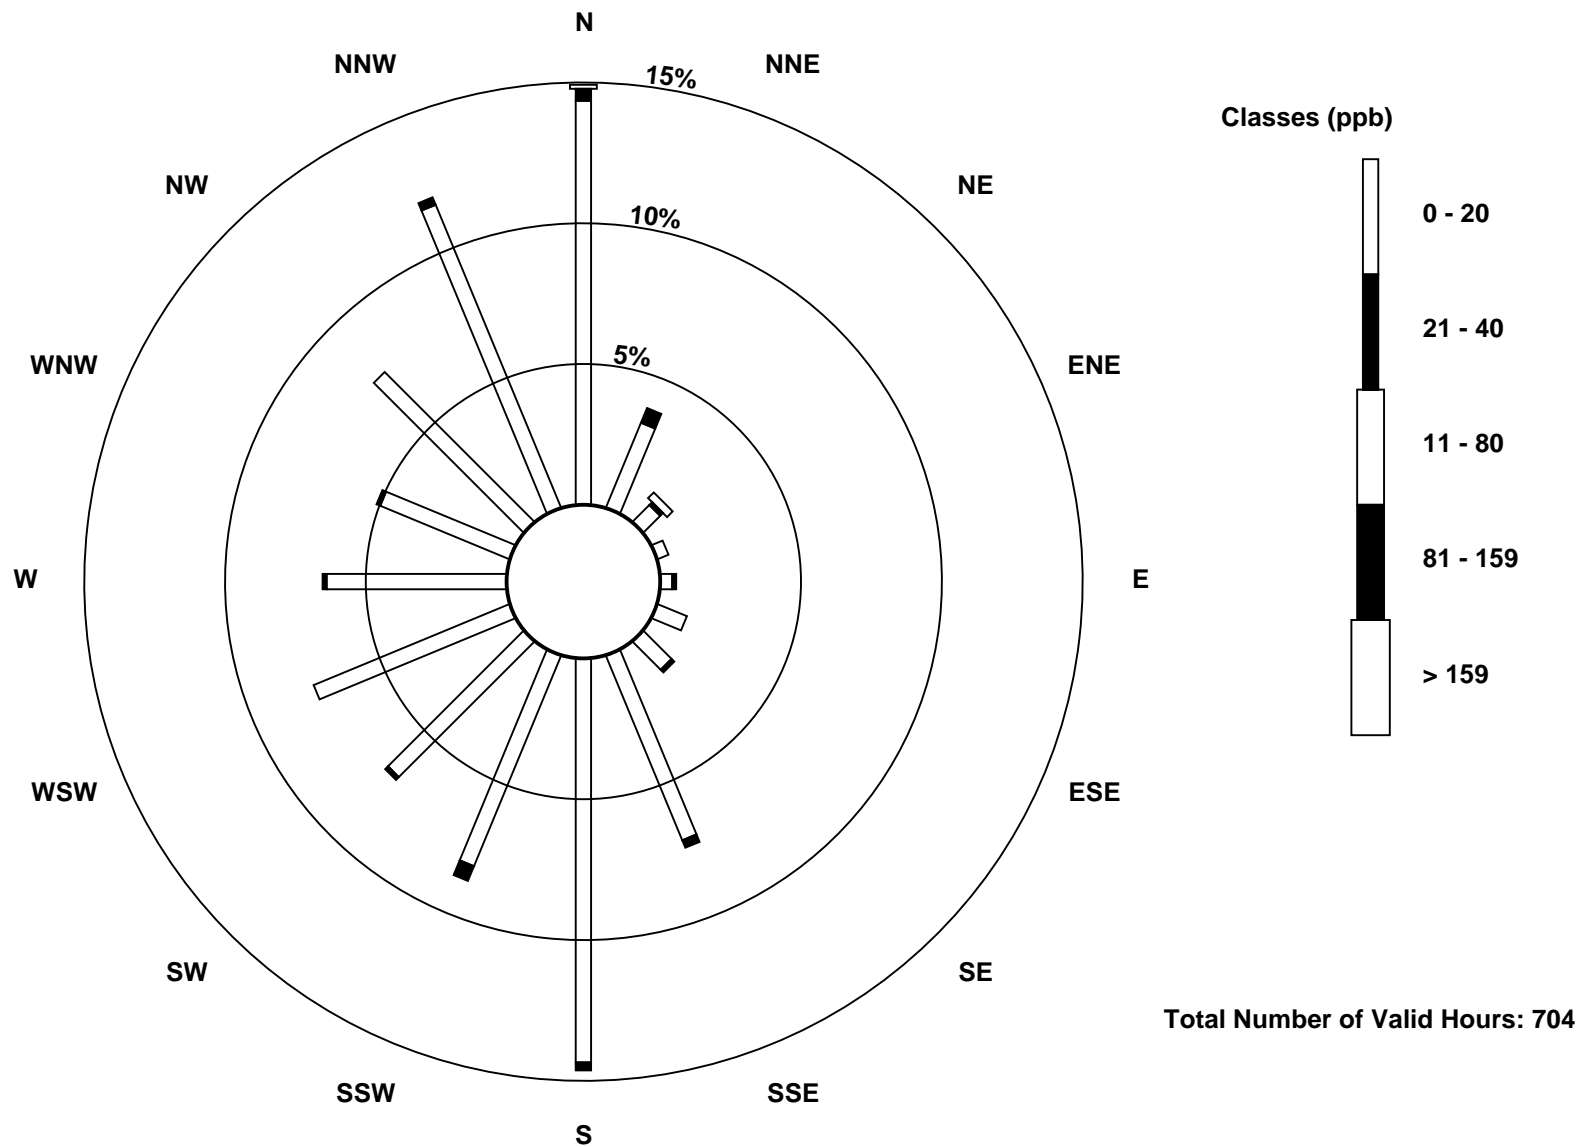 N
NNW
NNE
15%
Classes (ppb)
NW
NE
0 - 20
10%
21 - 40
5%
WNW
ENE
11 - 80
81 - 159
W
E
> 159
WSW
ESE
SW
SE
Total Number of Valid Hours: 704
SSW
SSE
S